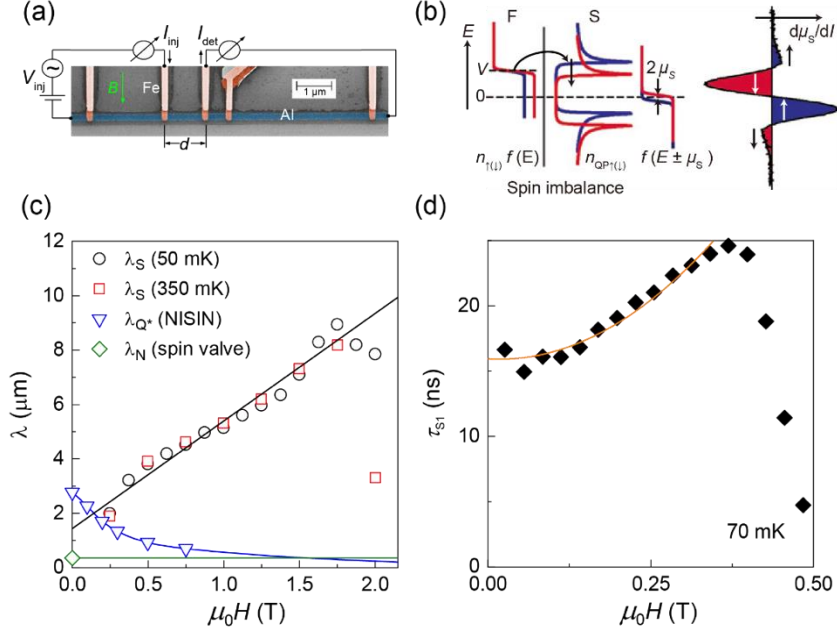 (a)
I_inj
I_det
V_inj
B
Fe
1 μm
Al
d
(b)
E
F
S
V
0
2 μ_S
n_↑(↓) f(E)
n_QP↑(↓)
f(E ± μ_S)
Spin imbalance
dμ_S/dI
(c)
λ (μm)
12
10
8
6
4
2
0
λ_S (50 mK)
λ_S (350 mK)
λ_Q* (NISIN)
λ_N (spin valve)
0.0
0.5
1.0
1.5
2.0
μ₀H (T)
(d)
τ_S1 (ns)
20
10
0
70 mK
0.00
0.25
0.50
μ₀H (T)